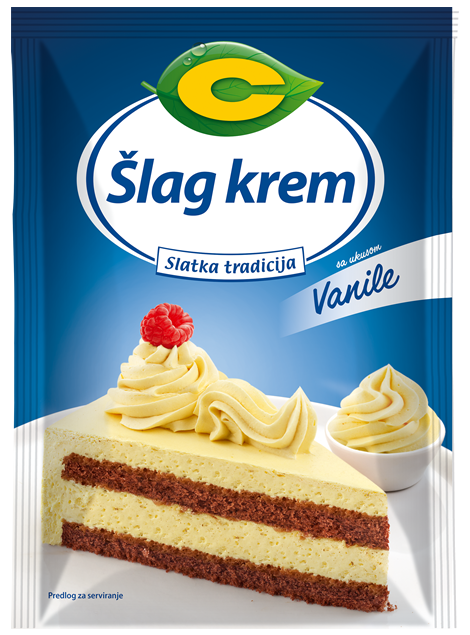 C
Šlag krem
Slatka tradicija
sa ukusom
Vanile
Predlog za serviranje